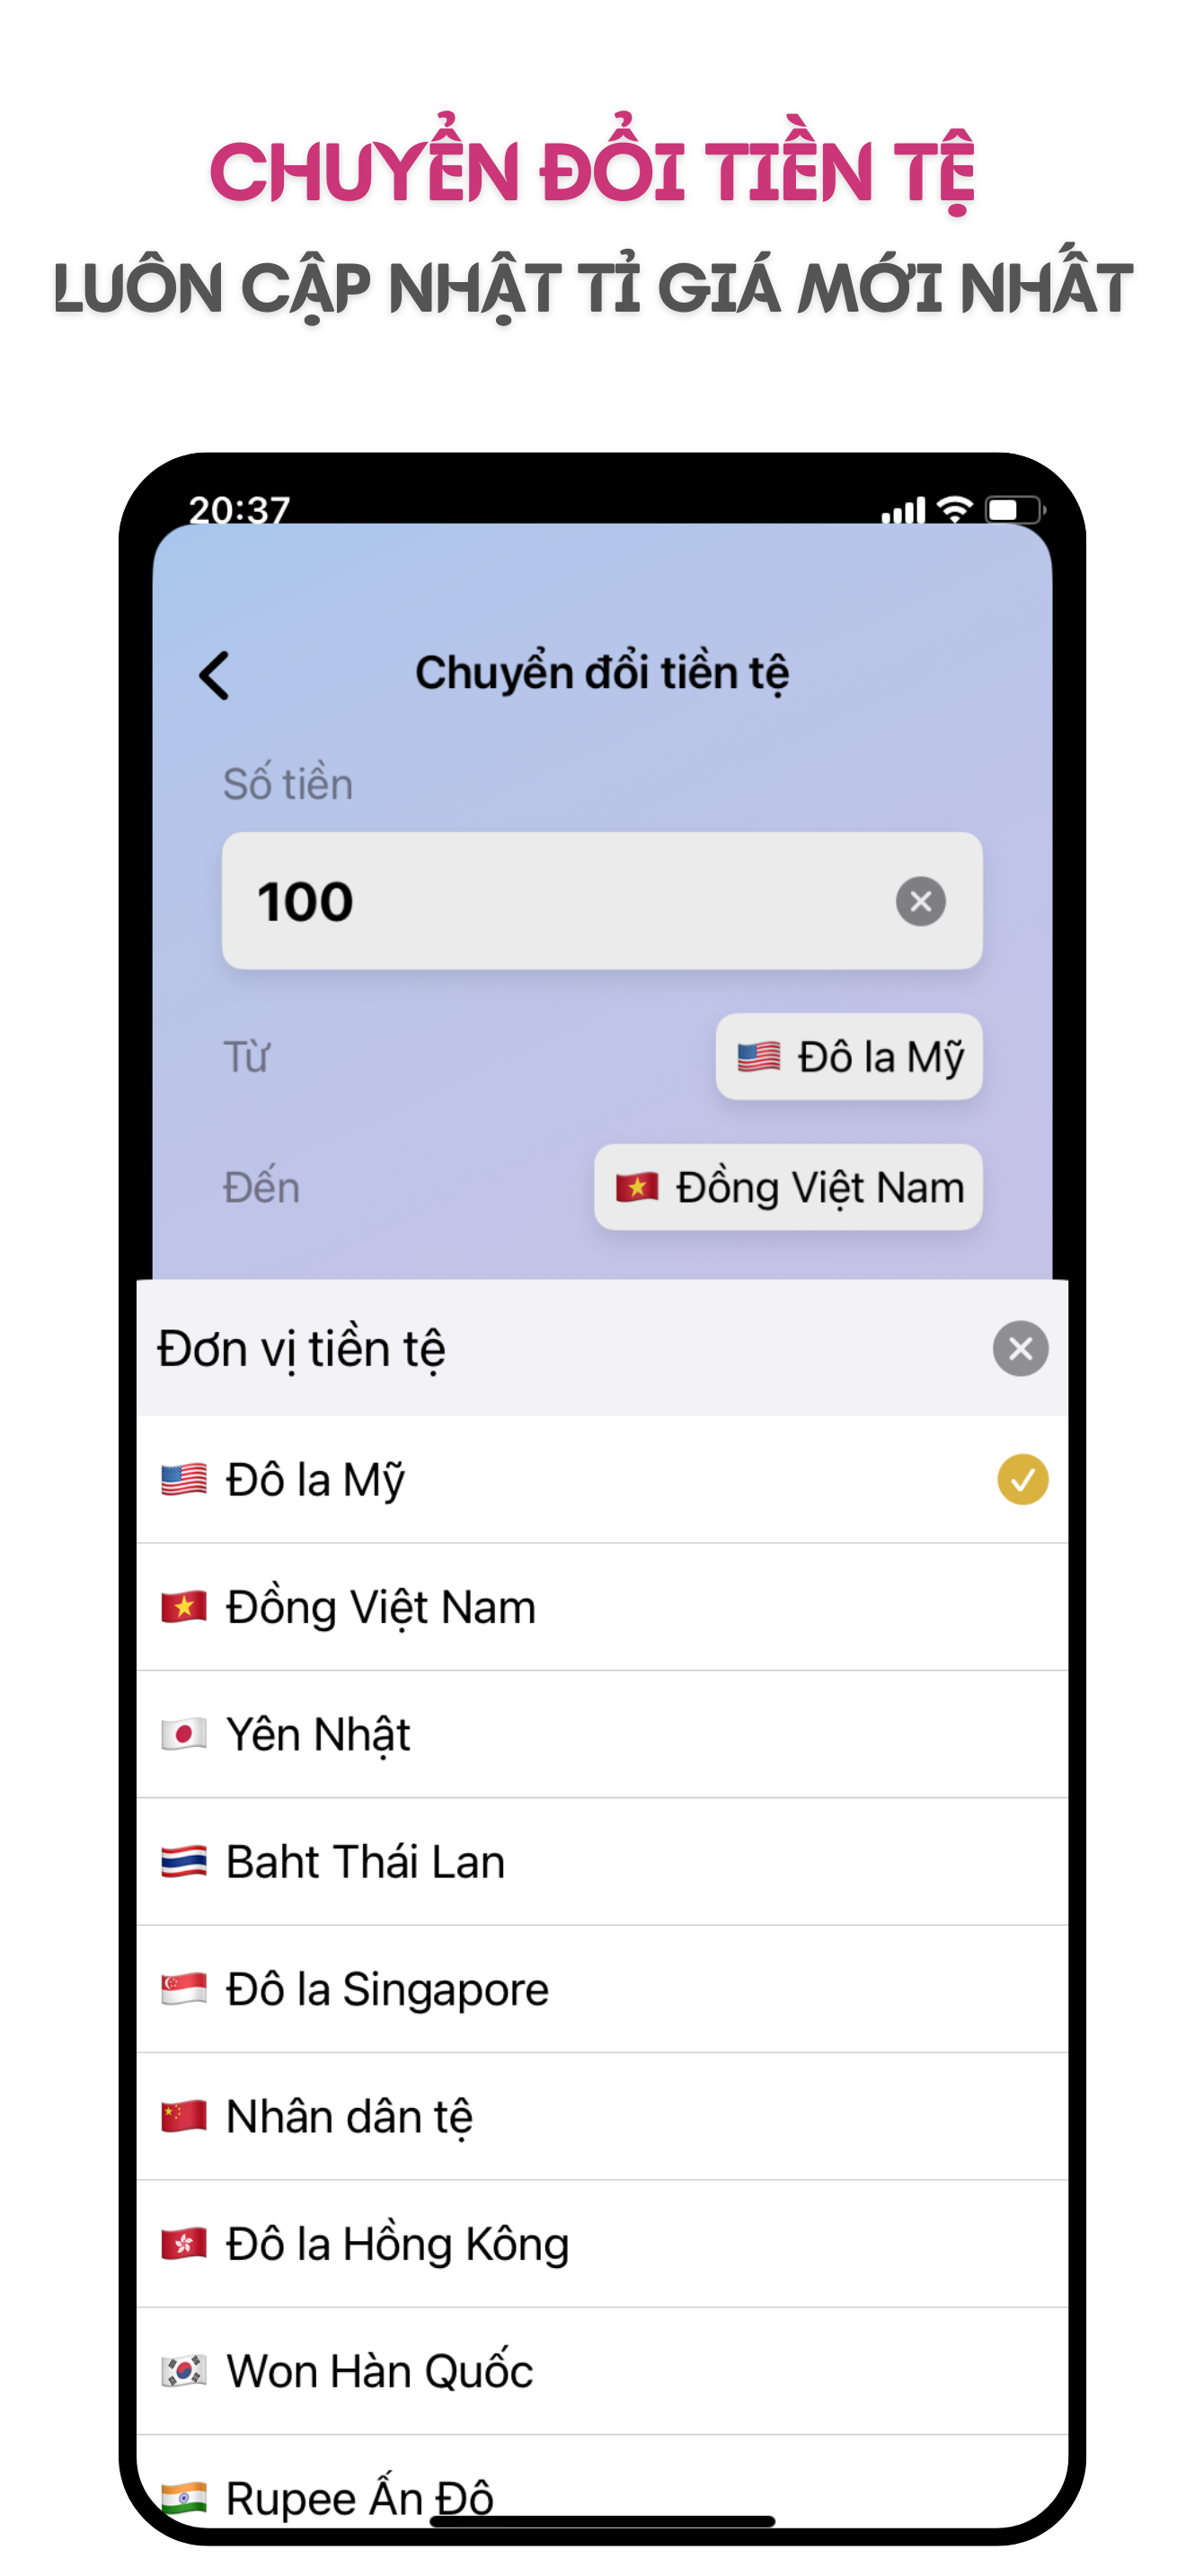 CHUYỂN ĐỔI TIỀN TỆ
LUÔN CẬP NHẬT TỈ GIÁ MỚI NHẤT
20:37
Chuyển đổi tiền tệ
Số tiền
100
Từ
Đô la Mỹ
Đến
Đồng Việt Nam
Đơn vị tiền tệ
Đô la Mỹ
Đồng Việt Nam
Yên Nhật
Baht Thái Lan
Đô la Singapore
Nhân dân tệ
Đô la Hồng Kông
Won Hàn Quốc
Rupee Ấn Đô